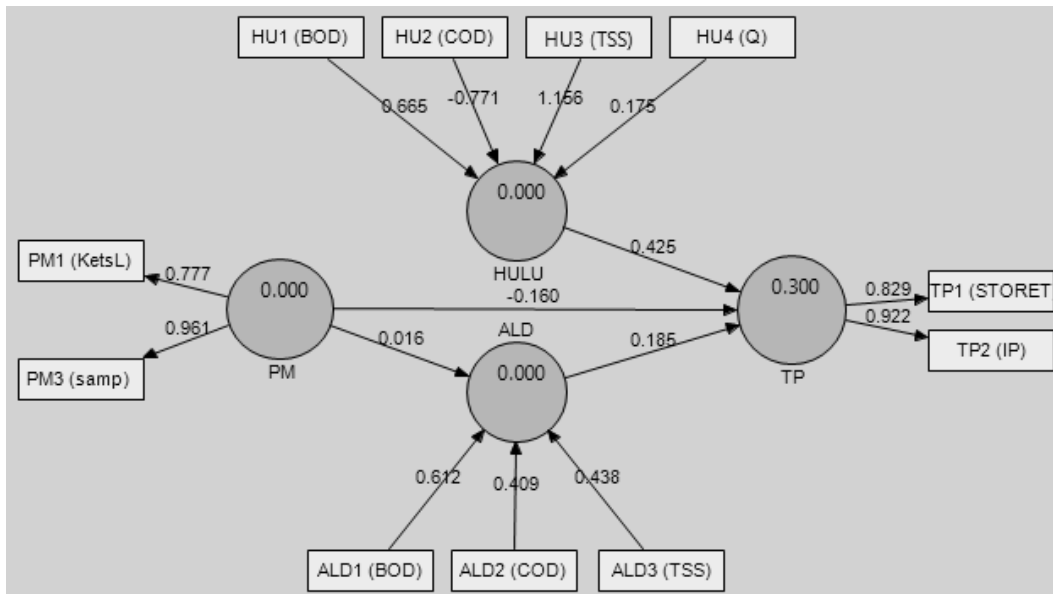 HU1 (BOD)
HU2 (COD)
HU3 (TSS)
HU4 (Q)
0.665
-0.771
1.156
0.175
0.000
HULU
0.425
PM1 (KetsL)
0.777
0.000
0.961
PM3 (samp)
PM
-0.160
0.016
ALD
0.000
0.185
0.300
TP
0.829
TP1 (STORET
0.922
TP2 (IP)
0.612
0.409
0.438
ALD1 (BOD)
ALD2 (COD)
ALD3 (TSS)